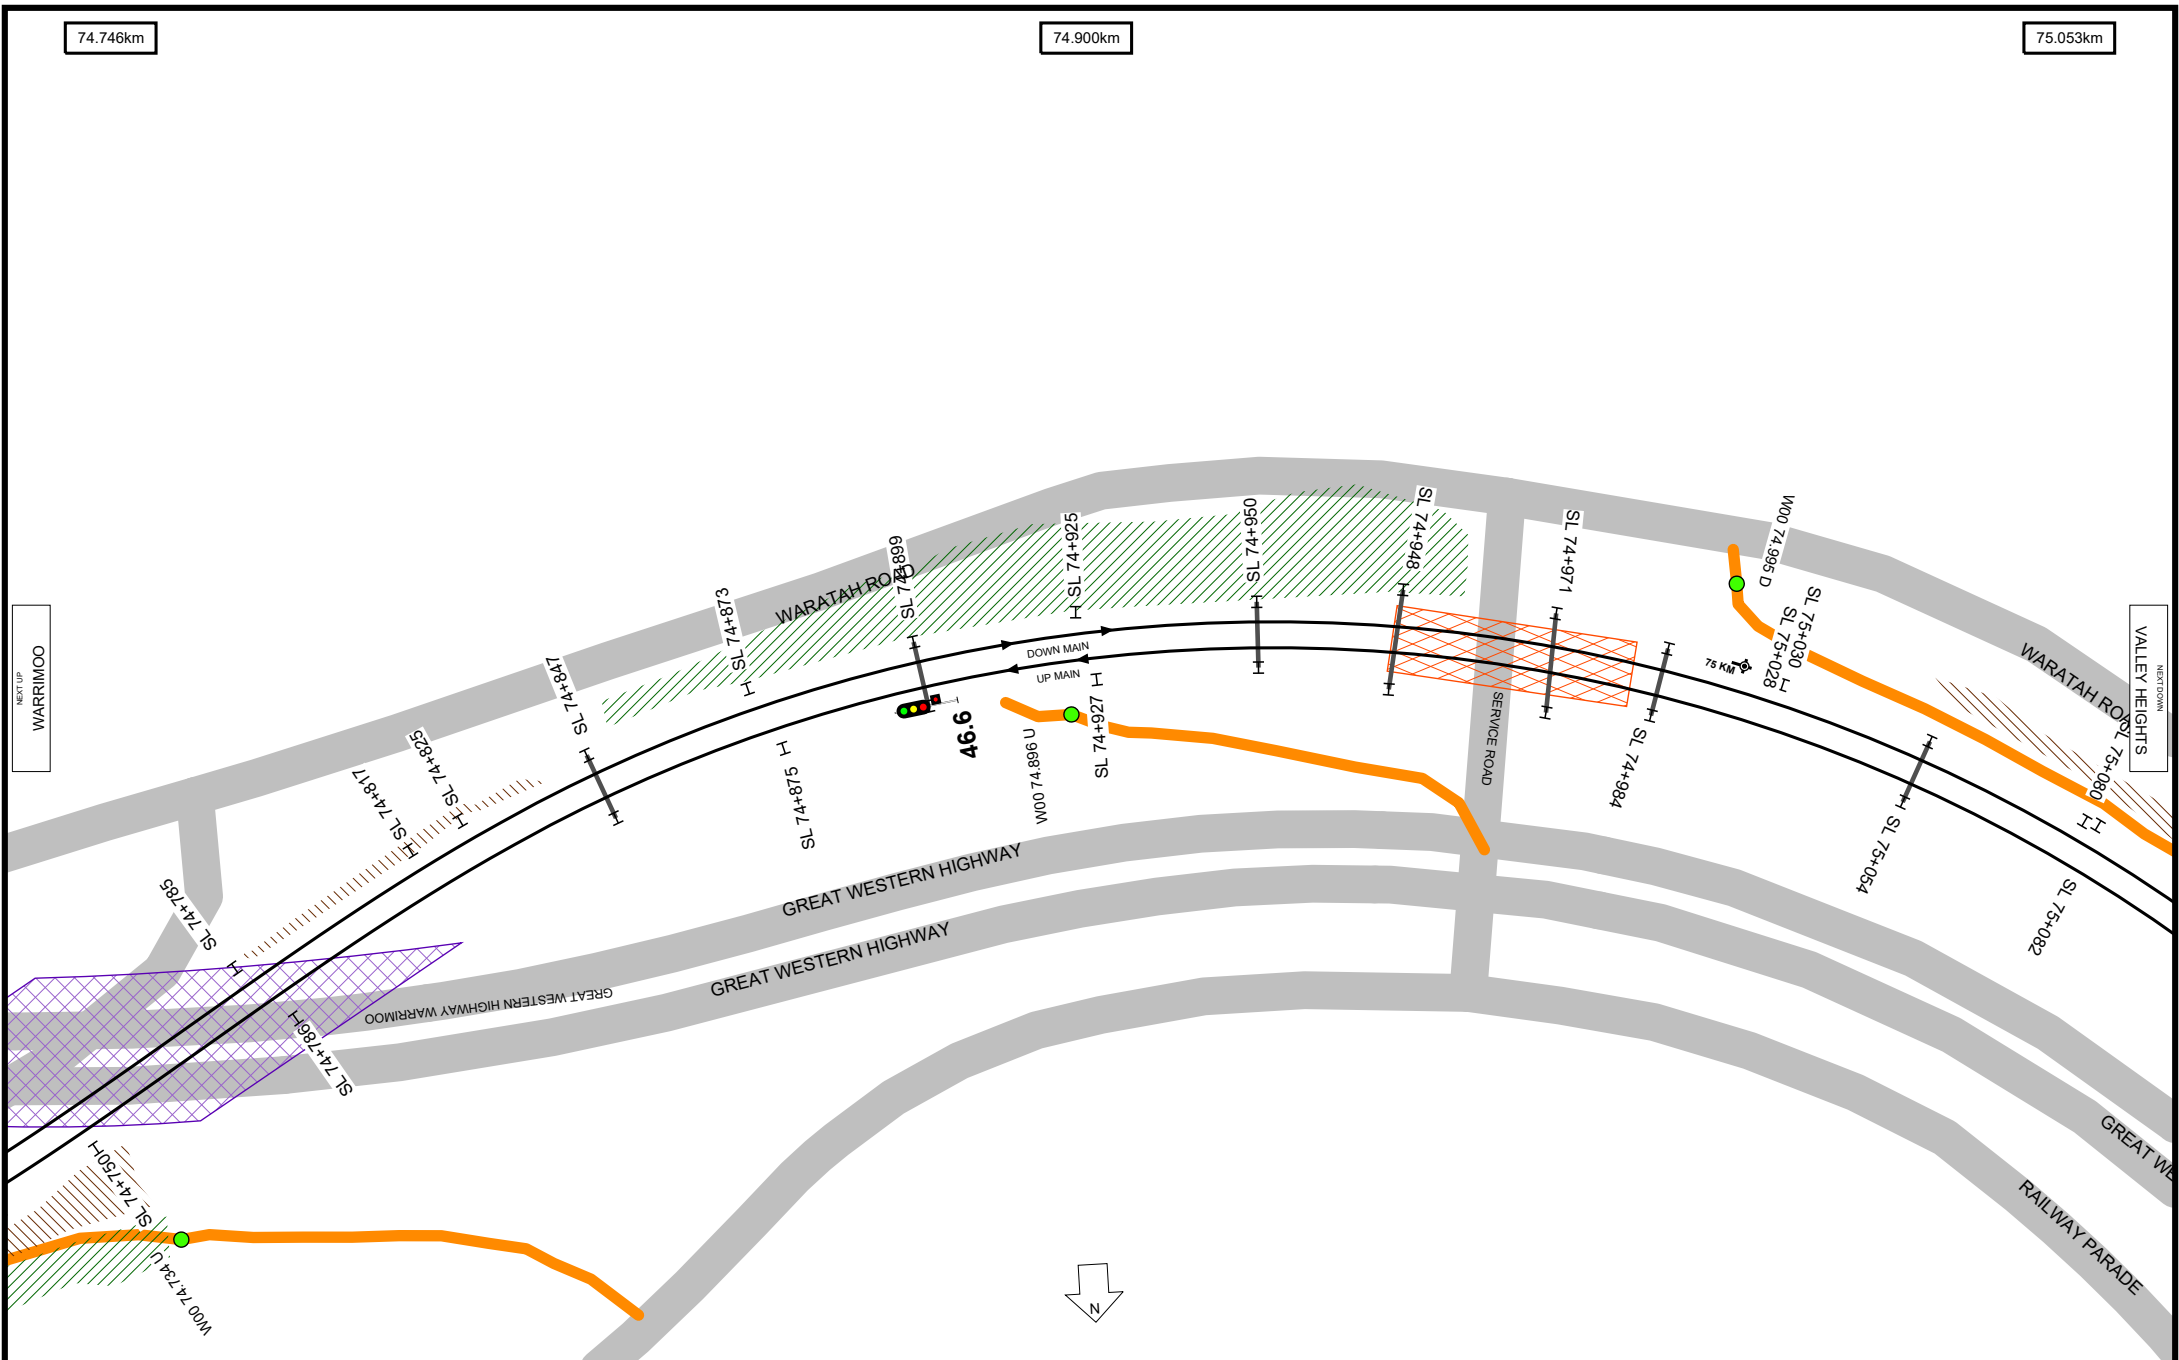 74.746km
74.900km
75.053km
NEXT UP
WARRIMOO
NEXT DOWN
VALLEY HEIGHTS
SL 74+785
SL 74+817
SL 74+825
SL 74+847
SL 74+873
WARATAH ROAD
SL 74+899
SL 74+925
SL 74+950
SL 74+948
SL 74+971
W00 74.995 D
SL 75+030
SL 75+028
75 KM
WARATAH ROAD
SL 75+080
DOWN MAIN
UP MAIN
46.6
SL 74+875
W00 74.896 U
SL 74+927
SERVICE ROAD
SL 74+984
SL 75+054
SL 75+082
GREAT WESTERN HIGHWAY
GREAT WESTERN HIGHWAY
GREAT WESTERN HIGHWAY WARRIMOO
SL 74+786
SL 74+750
W00 74.734 U
GREAT WE
RAILWAY PARADE
N